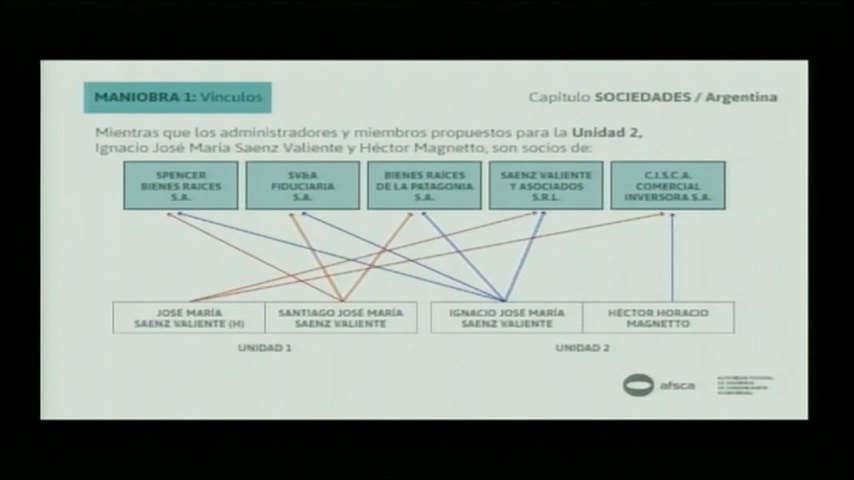 MANIOBRA 1: Vínculos
Capítulo SOCIEDADES / Argentina
Mientras que los administradores y miembros propuestos para la Unidad 2,
Ignacio José María Saenz Valiente y Héctor Magnetto, son socios de:
SPENCER
BIENES RAICES
S.A.
SV&A
FIDUCIARIA
S.A.
BIENES RAÍCES
DE LA PATAGONIA
S.A.
SAENZ VALIENTE
Y ASOCIADOS
S.R.L.
C.I.S.C.A.
COMERCIAL
INVERSORA S.A.
JOSÉ MARÍA
SAENZ VALIENTE (H)
SANTIAGO JOSÉ MARÍA
SAENZ VALIENTE
IGNACIO JOSÉ MARÍA
SAENZ VALIENTE
HÉCTOR HORACIO
MAGNETTO
UNIDAD 1
UNIDAD 2
afsca